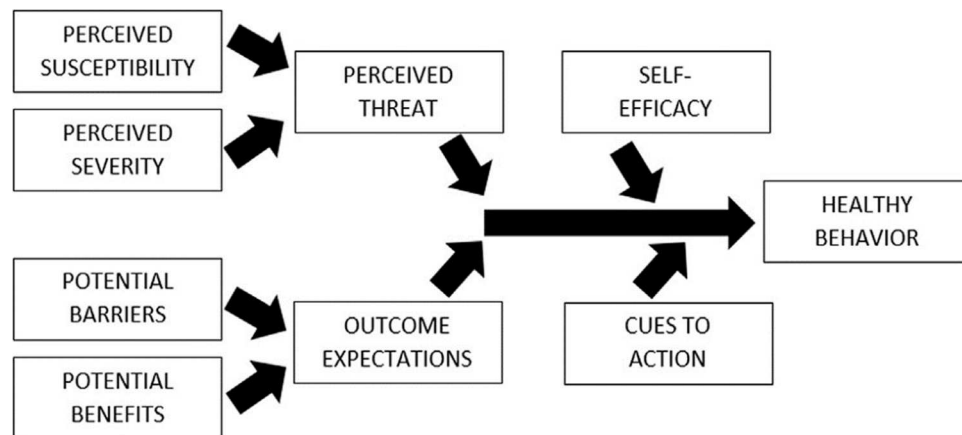 PERCEIVED
SUSCEPTIBILITY
PERCEIVED
SEVERITY
PERCEIVED
THREAT
SELF-
EFFICACY
HEALTHY
BEHAVIOR
POTENTIAL
BARRIERS
POTENTIAL
BENEFITS
OUTCOME
EXPECTATIONS
CUES TO
ACTION